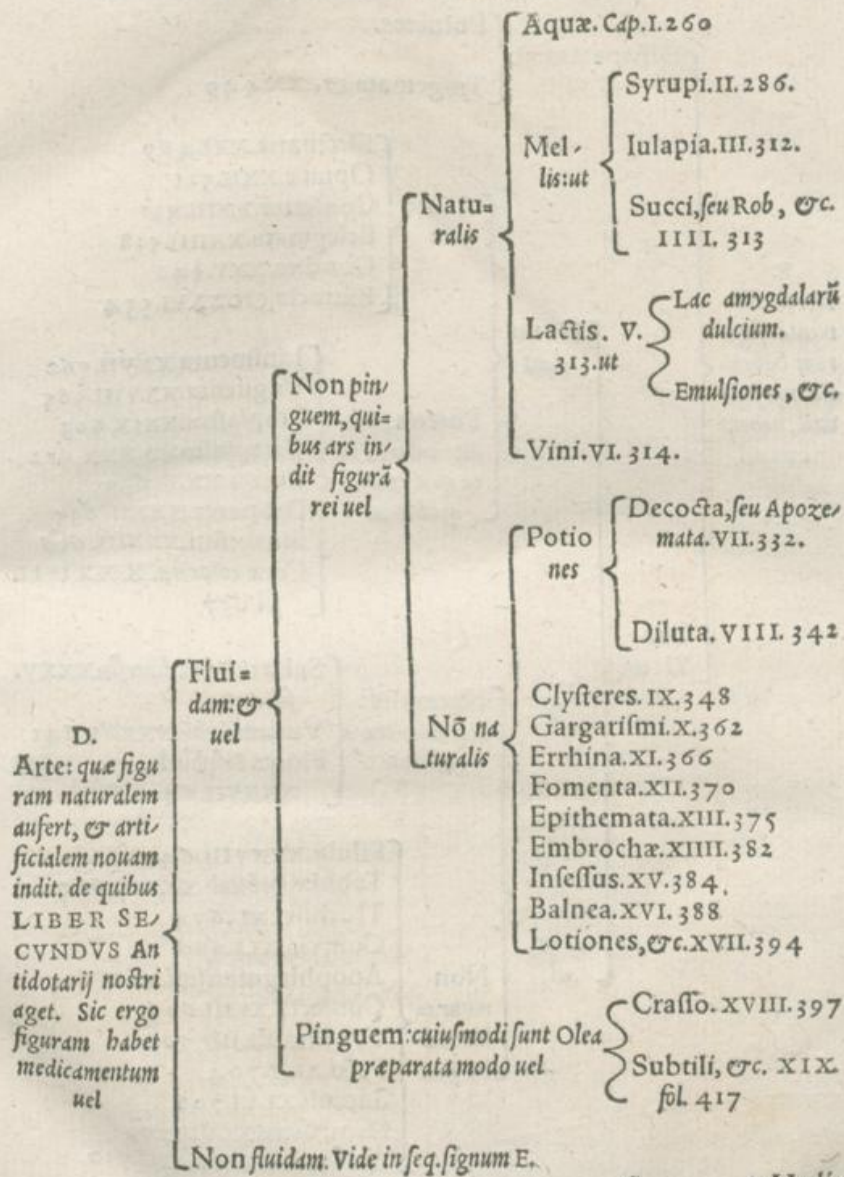 D.
Arte: quæ figu
ram naturalem
aufert, & arti-
ficialem nouam
indit. de quibus
LIBER SE-
CVNDVS An
tidotarij nostri
aget. Sic ergo
figuram habet
medicamentum
uel
Flui=
dam: &
uel
Non pin-
guem, qui=
bus ars in-
dit figurã
rei uel
Natu=
ralis
Aquæ. Cap. I. 260
Mel-
lis: ut
Syrupi. II. 286.
Iulapia. III. 312.
Succi, seu Rob, &c.
IIII. 313
Lactis. V.
313. ut
Lac amygdalarũ
dulcium.
Emulsiones, &c.
Vini. VI. 314.
Nõ na
turalis
Potio
nes
Decocta, seu Apoze-
mata. VII. 332.
Diluta. VIII. 342
Clysteres. IX. 348
Gargarismi. X. 362
Errhina. XI. 366
Fomenta. XII. 370
Epithemata. XIII. 375
Embrochæ. XIIII. 382
Insessus. XV. 384.
Balnea. XVI. 388
Lotiones, &c. XVII. 394
Pinguem: cuiusmodi sunt Olea
præparata modo uel
Crasso. XVIII. 397
Subtili, &c. XIX.
fol. 417
Non fluidam. Vide in seq. signum E.